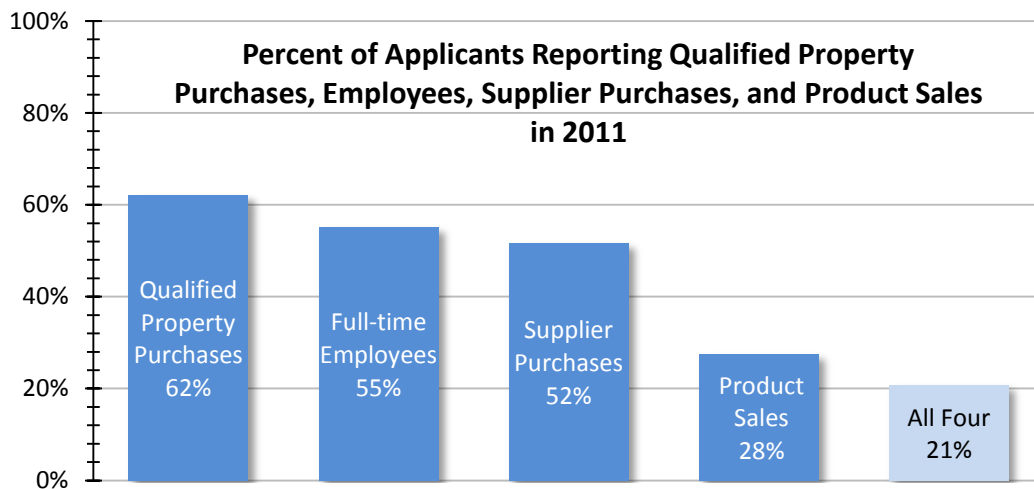 100%
Percent of Applicants Reporting Qualified Property
Purchases, Employees, Supplier Purchases, and Product Sales
in 2011
80%
60%
40%
20%
0%
Qualified
Property
Purchases
62%
Full-time
Employees
55%
Supplier
Purchases
52%
Product
Sales
28%
All Four
21%